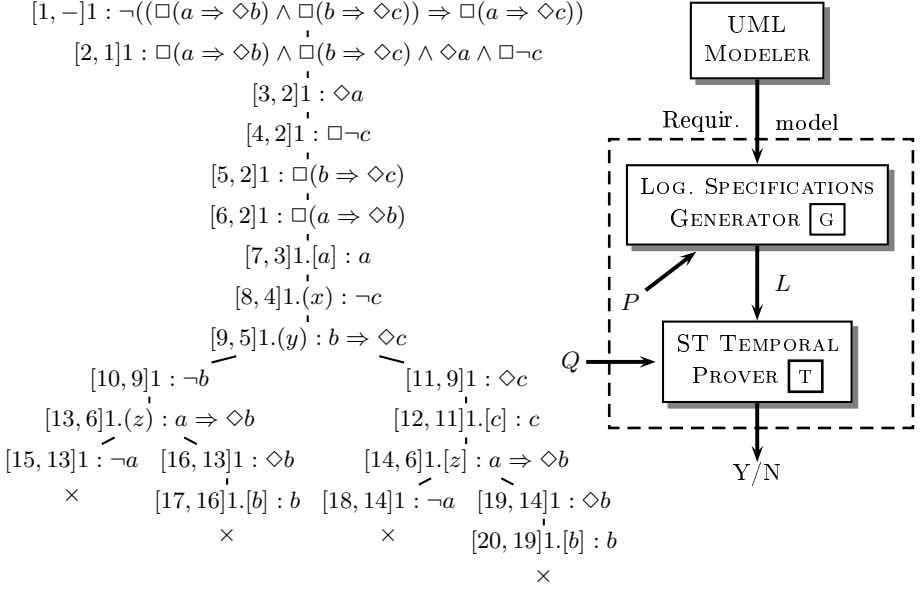 [1, −]1 : ¬((□(a ⇒ ◇b) ∧ □(b ⇒ ◇c)) ⇒ □(a ⇒ ◇c))
[2, 1]1 : □(a ⇒ ◇b) ∧ □(b ⇒ ◇c) ∧ ◇a ∧ □¬c
[3, 2]1 : ◇a
[4, 2]1 : □¬c
[5, 2]1 : □(b ⇒ ◇c)
[6, 2]1 : □(a ⇒ ◇b)
[7, 3]1.[a] : a
[8, 4]1.(x) : ¬c
[9, 5]1.(y) : b ⇒ ◇c
[10, 9]1 : ¬b
[11, 9]1 : ◇c
[13, 6]1.(z) : a ⇒ ◇b
[12, 11]1.[c] : c
[15, 13]1 : ¬a
[16, 13]1 : ◇b
[14, 6]1.[z] : a ⇒ ◇b
×
[17, 16]1.[b] : b
[18, 14]1 : ¬a
[19, 14]1 : ◇b
×
×
[20, 19]1.[b] : b
×
UML
MODELER
Requir. model
LOG. SPECIFICATIONS
GENERATOR G
P
L
Q
ST TEMPORAL
PROVER T
Y/N